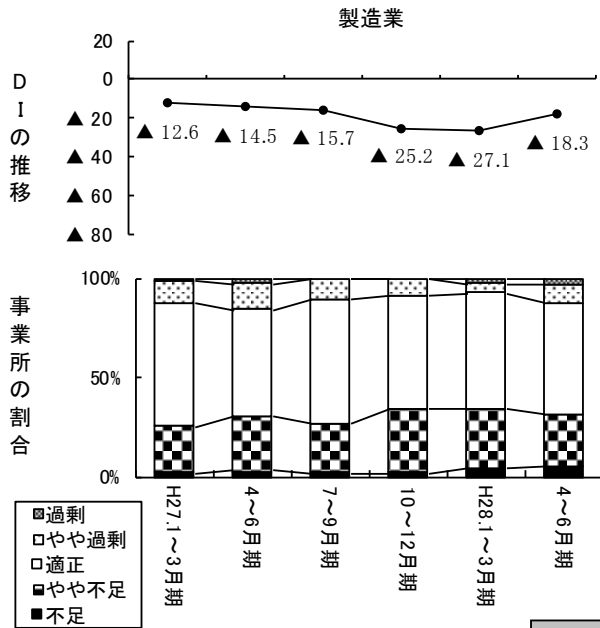 製造業
DIの推移
20
0
▲ 20
▲ 40
▲ 60
▲ 80
▲ 12.6
▲ 14.5
▲ 15.7
▲ 25.2
▲ 27.1
▲ 18.3
事業所の割合
100%
50%
0%
H27.1～3月期
4～6月期
7～9月期
10～12月期
H28.1～3月期
4～6月期
過剰
やや過剰
適正
やや不足
不足